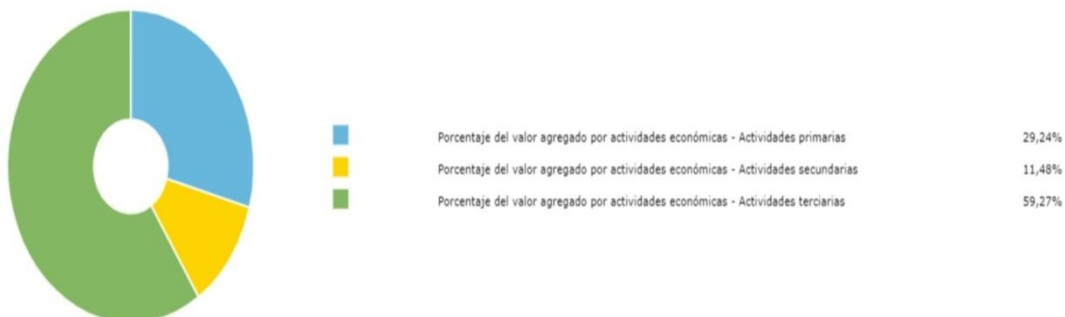 Porcentaje del valor agregado por actividades económicas - Actividades primarias 29,24%
Porcentaje del valor agregado por actividades económicas - Actividades secundarias 11,48%
Porcentaje del valor agregado por actividades económicas - Actividades terciarias 59,27%